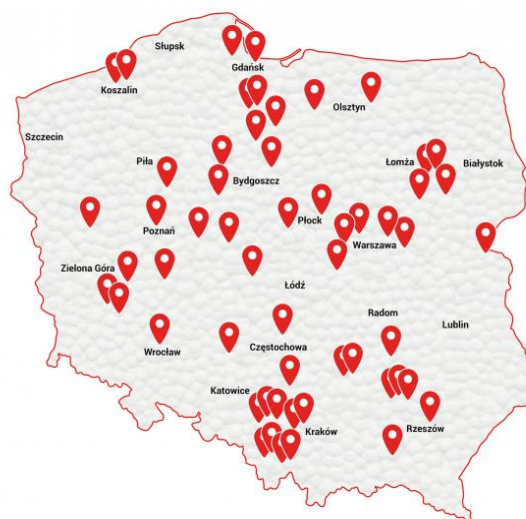 Słupsk
Gdańsk
Koszalin
Olsztyn
Szczecin
Piła
Łomża
Białystok
Bydgoszcz
Płock
Poznań
Warszawa
Zielona Góra
Łódź
Radom
Lublin
Wrocław
Częstochowa
Katowice
Kraków
Rzeszów